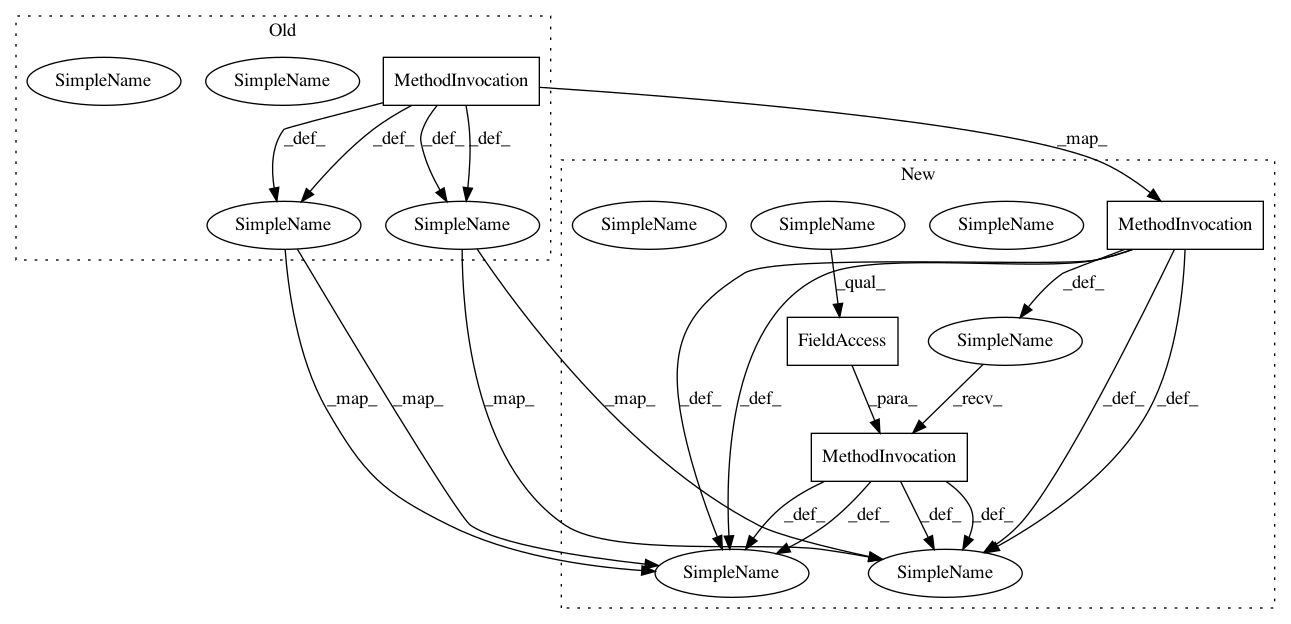 Old
SimpleName SimpleName MethodInvocation
_def_ _def_ _def_ _def_ _map_
New
SimpleName SimpleName SimpleName SimpleName SimpleName MethodInvocation
_qual_ _def_
FieldAccess SimpleName
_map_ _map_ _map_ _map_ _def_ _def_ _para_ _recv_ _def_ _def_
MethodInvocation
_def_ _def_ _def_ _def_
SimpleName SimpleName